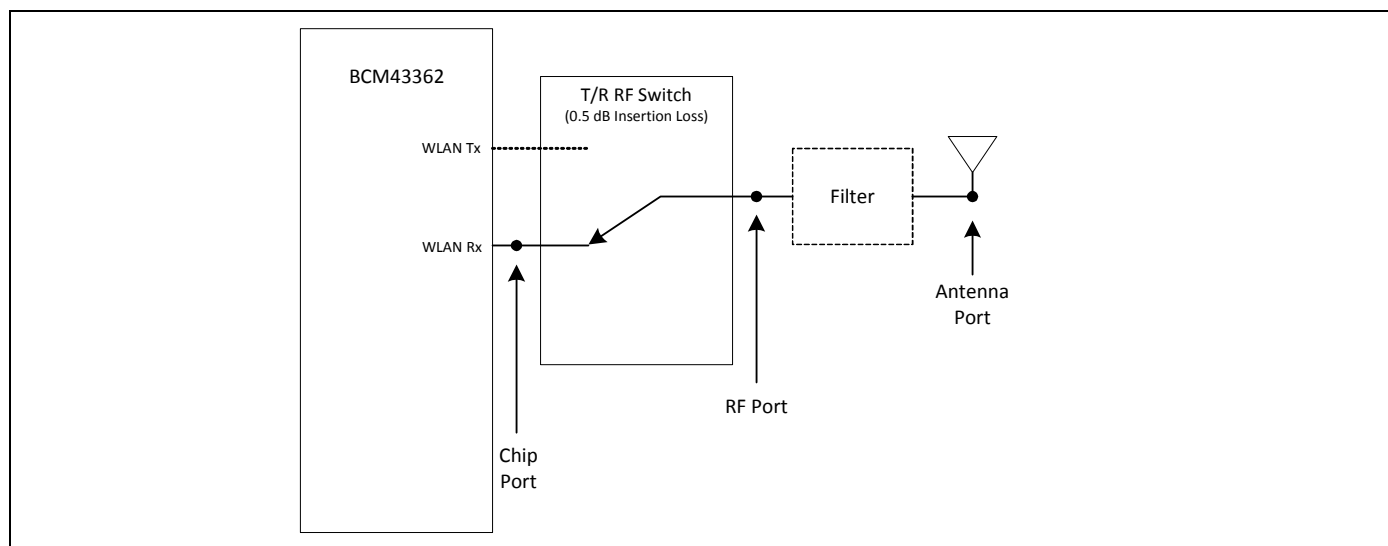 BCM43362
T/R RF Switch
(0.5 dB Insertion Loss)
WLAN Tx
Filter
WLAN Rx
Antenna
Port
RF Port
Chip
Port